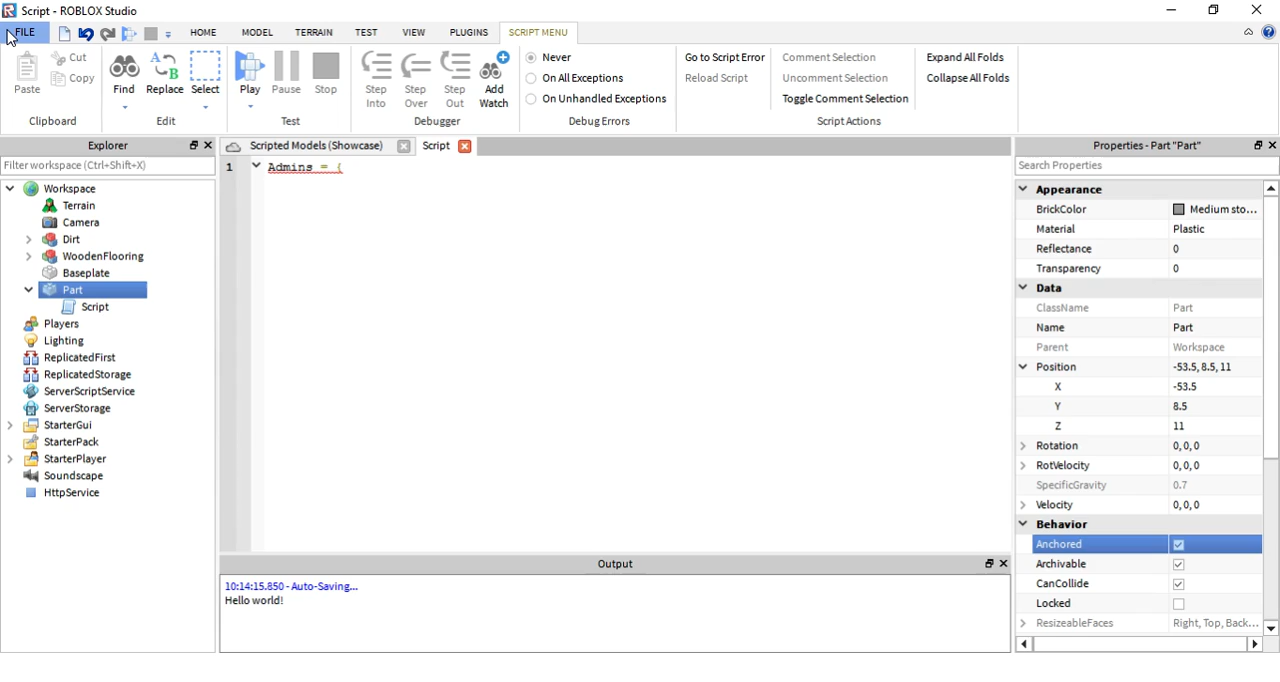 Script - ROBLOX Studio
FILE
HOME
MODEL
TERRAIN
TEST
VIEW
PLUGINS
SCRIPT MENU
Paste
Cut
Copy
Clipboard
Find
Replace
Select
Edit
Play
Pause
Stop
Test
Step Into
Step Over
Step Out
Add Watch
Debugger
Never
On All Exceptions
On Unhandled Exceptions
Debug Errors
Go to Script Error
Reload Script
Comment Selection
Uncomment Selection
Toggle Comment Selection
Expand All Folds
Collapse All Folds
Script Actions
Explorer
Filter workspace (Ctrl+Shift+X)
Workspace
Terrain
Camera
Dirt
WoodenFlooring
Baseplate
Part
Script
Players
Lighting
ReplicatedFirst
ReplicatedStorage
ServerScriptService
ServerStorage
StarterGui
StarterPack
StarterPlayer
Soundscape
HttpService
Scripted Models (Showcase)
Script
1 Admins = {
Output
10:14:15.850 - Auto-Saving...
Hello world!
Properties - Part "Part"
Search Properties
Appearance
BrickColor Medium sto...
Material Plastic
Reflectance 0
Transparency 0
Data
ClassName Part
Name Part
Parent Workspace
Position -53.5, 8.5, 11
X -53.5
Y 8.5
Z 11
Rotation 0, 0, 0
RotVelocity 0, 0, 0
SpecificGravity 0.7
Velocity 0, 0, 0
Behavior
Anchored
Archivable
CanCollide
Locked
ResizeableFaces Right, Top, Back...